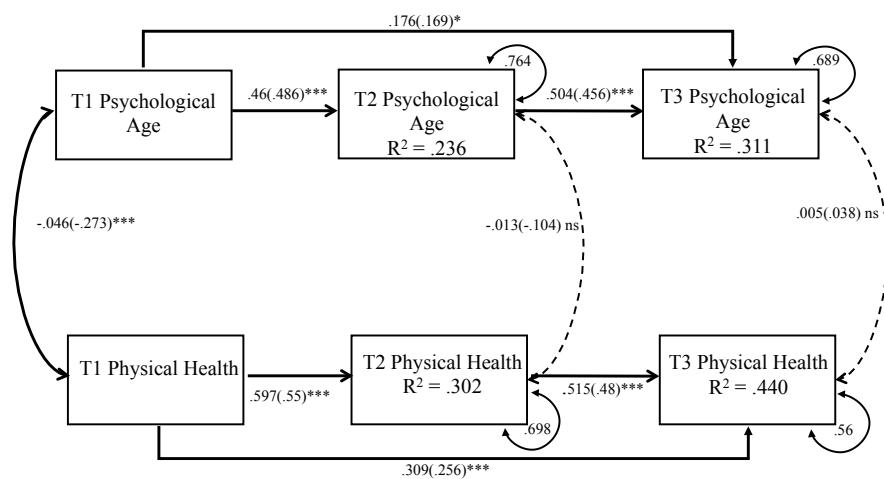 .176(.169)*
.764
.689
T1 Psychological
Age
.46(.486)***
T2 Psychological
Age
R² = .236
.504(.456)***
T3 Psychological
Age
R² = .311
-.046(-.273)***
-.013(-.104) ns
.005(.038) ns
T1 Physical Health
.597(.55)***
T2 Physical Health
R² = .302
.515(.48)***
T3 Physical Health
R² = .440
.698
.56
.309(.256)***